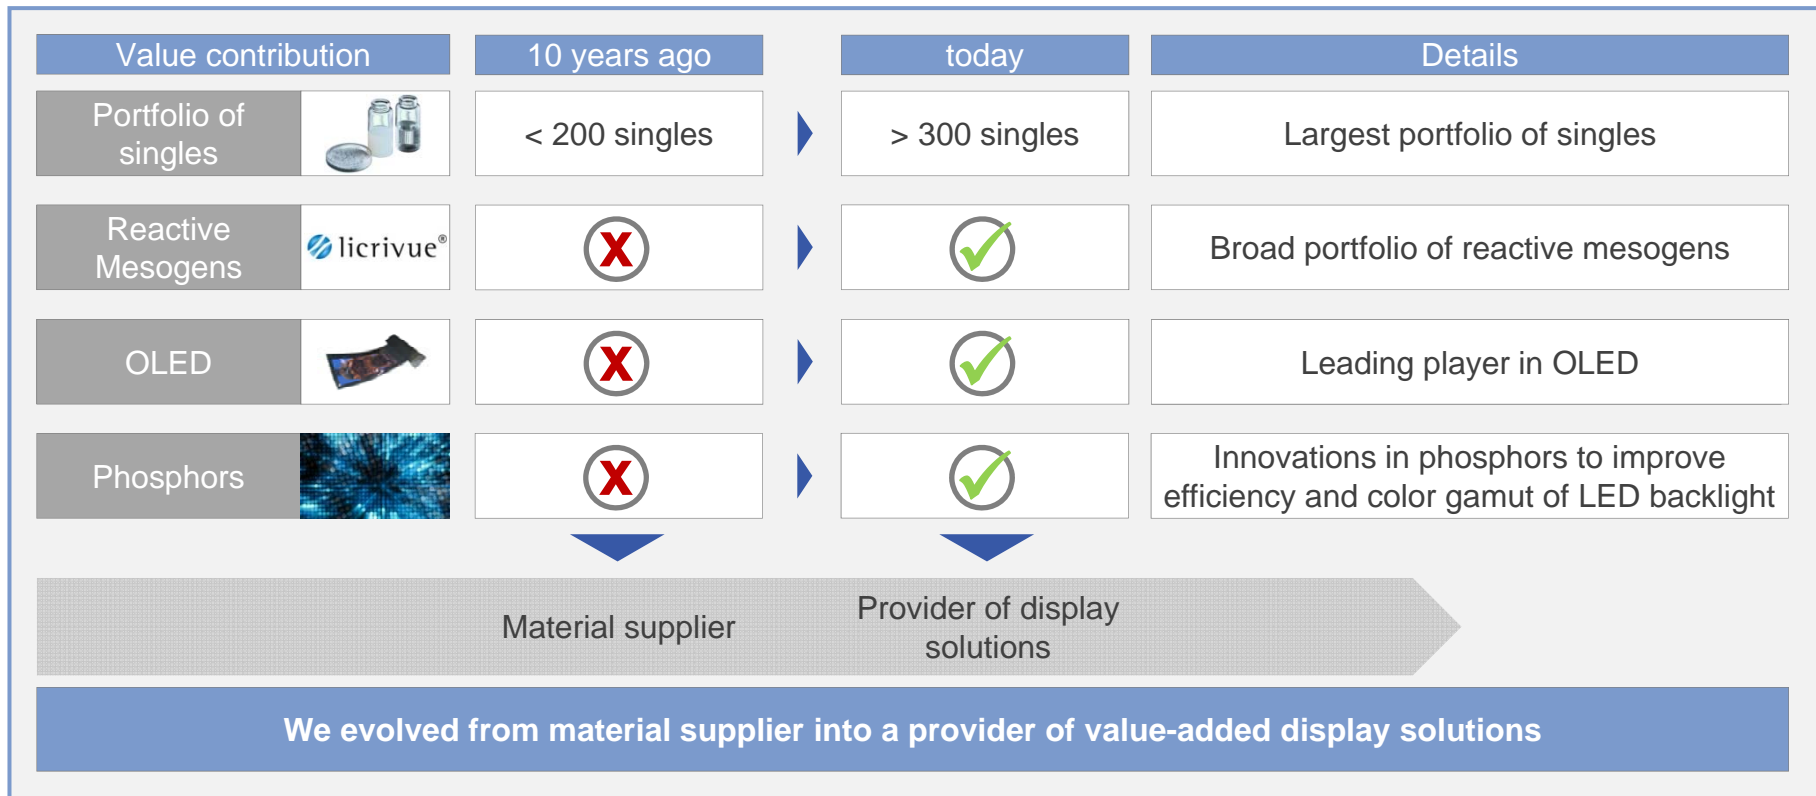 Value contribution
10 years ago
today
Details
Portfolio of
singles
< 200 singles
> 300 singles
Largest portfolio of singles
Reactive
Mesogens
licrivue®
X
Broad portfolio of reactive mesogens
OLED
X
Leading player in OLED
Phosphors
X
Innovations in phosphors to improve
efficiency and color gamut of LED backlight
Material supplier
Provider of display
solutions
We evolved from material supplier into a provider of value-added display solutions